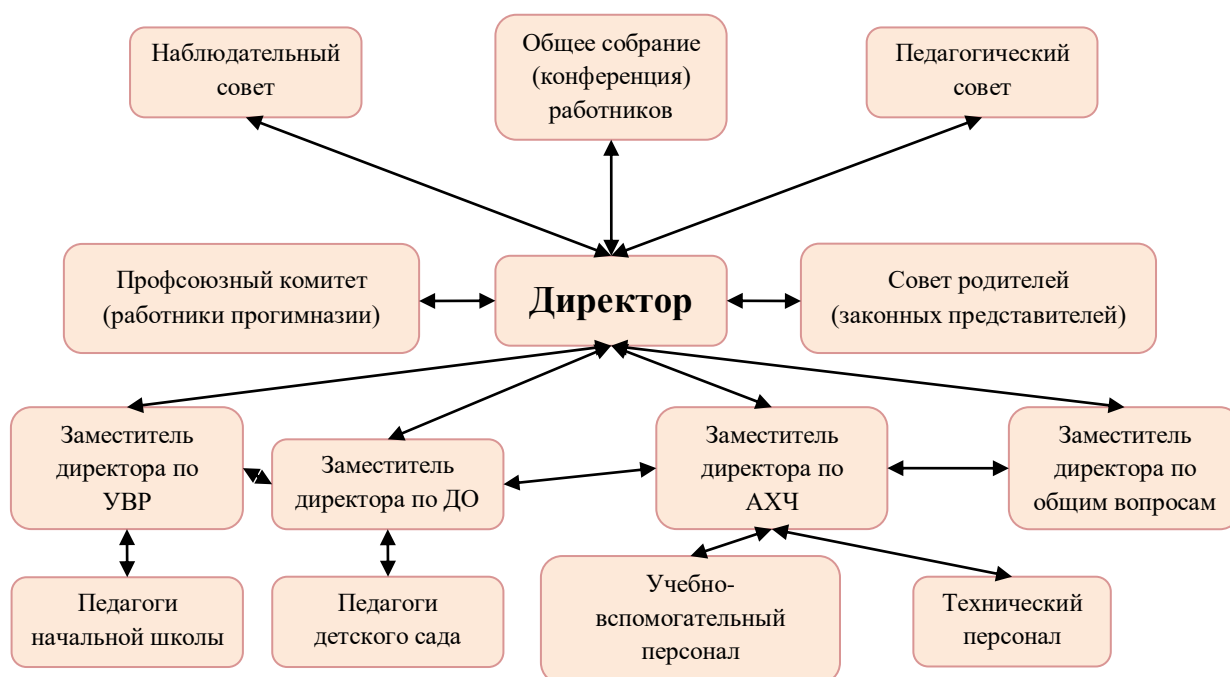 Наблюдательный
совет
Общее собрание
(конференция)
работников
Педагогический
совет
Профсоюзный комитет
(работники прогимназии)
Директор
Совет родителей
(законных представителей)
Заместитель
директора по
УВР
Заместитель
директора по ДО
Заместитель
директора по
АХЧ
Заместитель
директора по
общим вопросам
Педагоги
начальной школы
Педагоги
детского сада
Учебно-
вспомогательный
персонал
Технический
персонал